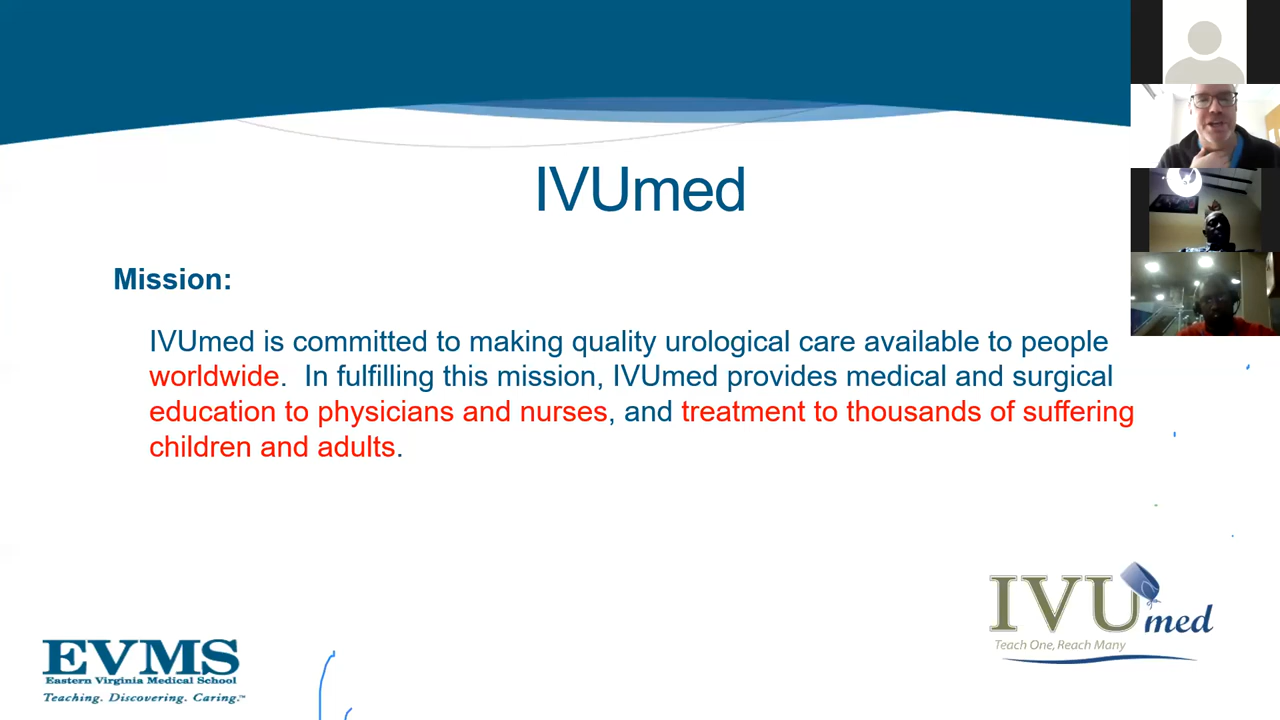 IVUmed
Mission:
IVUmed is committed to making quality urological care available to people
worldwide.  In fulfilling this mission, IVUmed provides medical and surgical
education to physicians and nurses, and treatment to thousands of suffering
children and adults.
EVMS
Eastern Virginia Medical School
Teaching. Discovering. Caring.™
IVUmed
Teach One, Reach Many